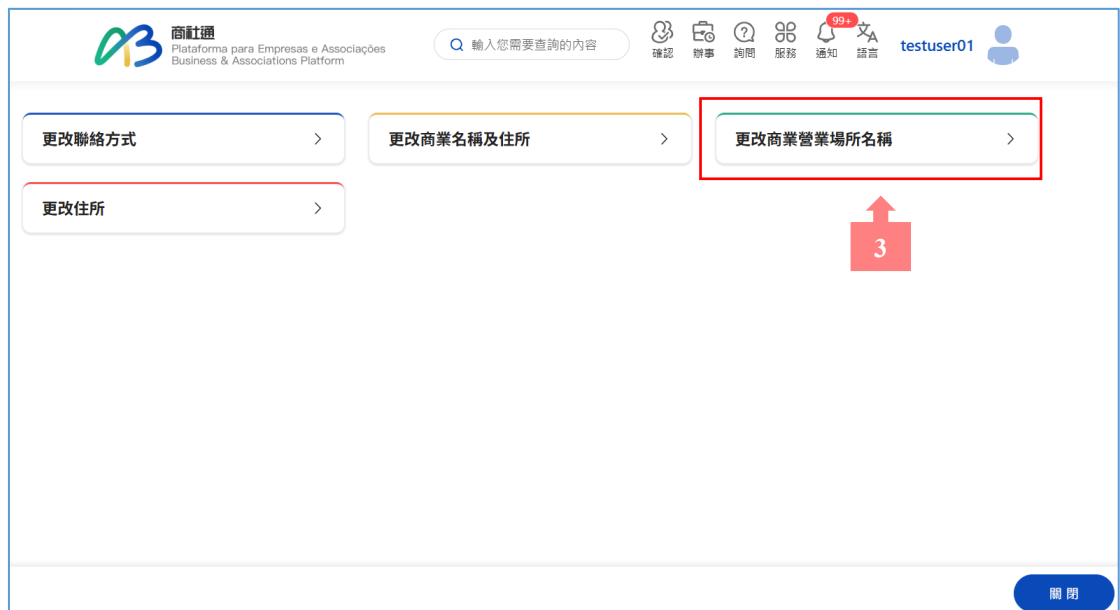 商社通
Plataforma para Empresas e Associações
Business & Associations Platform
輸入您需要查詢的內容
確認
辦事
詢問
服務
99+
通知
語言
testuser01
更改聯絡方式
更改商業名稱及住所
更改商業營業場所名稱
更改住所
3
關閉